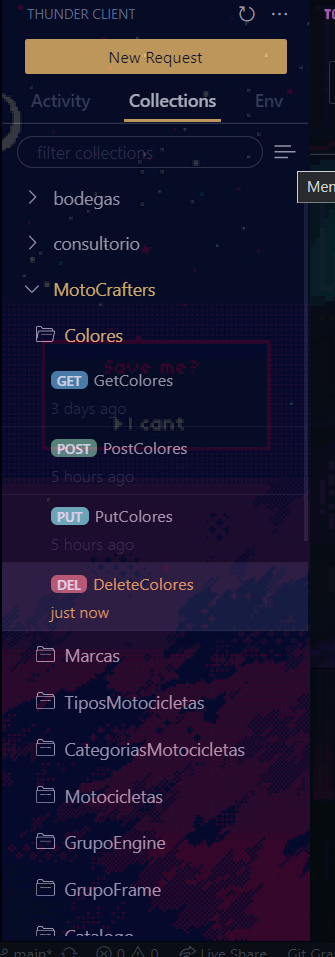 THUNDER CLIENT
New Request
Activity Collections Env
filter collections
Men
bodegas
consultorio
MotoCrafters
Colores
Save me?
GET GetColores
3 days ago
I cant
POST PostColores
5 hours ago
PUT PutColores
5 hours ago
DEL DeleteColores
just now
Marcas
TiposMotocicletas
CategoriasMotocicletas
Motocicletas
GrupoEngine
GrupoFrame
Catalogo
main* 0 0 Live Share Git Gra